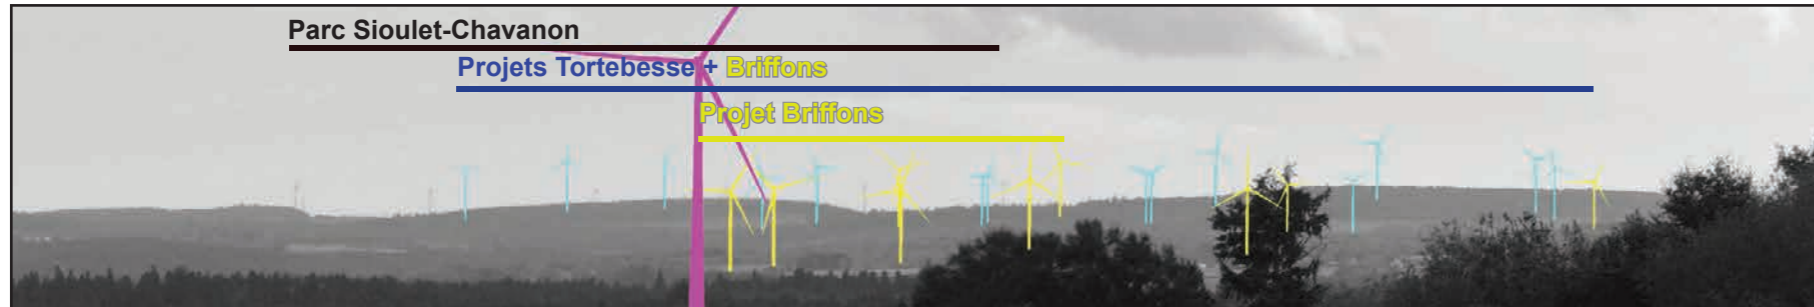 Parc Sioulet-Chavanon
Projets Tortebesse + Briffons
Projet Briffons